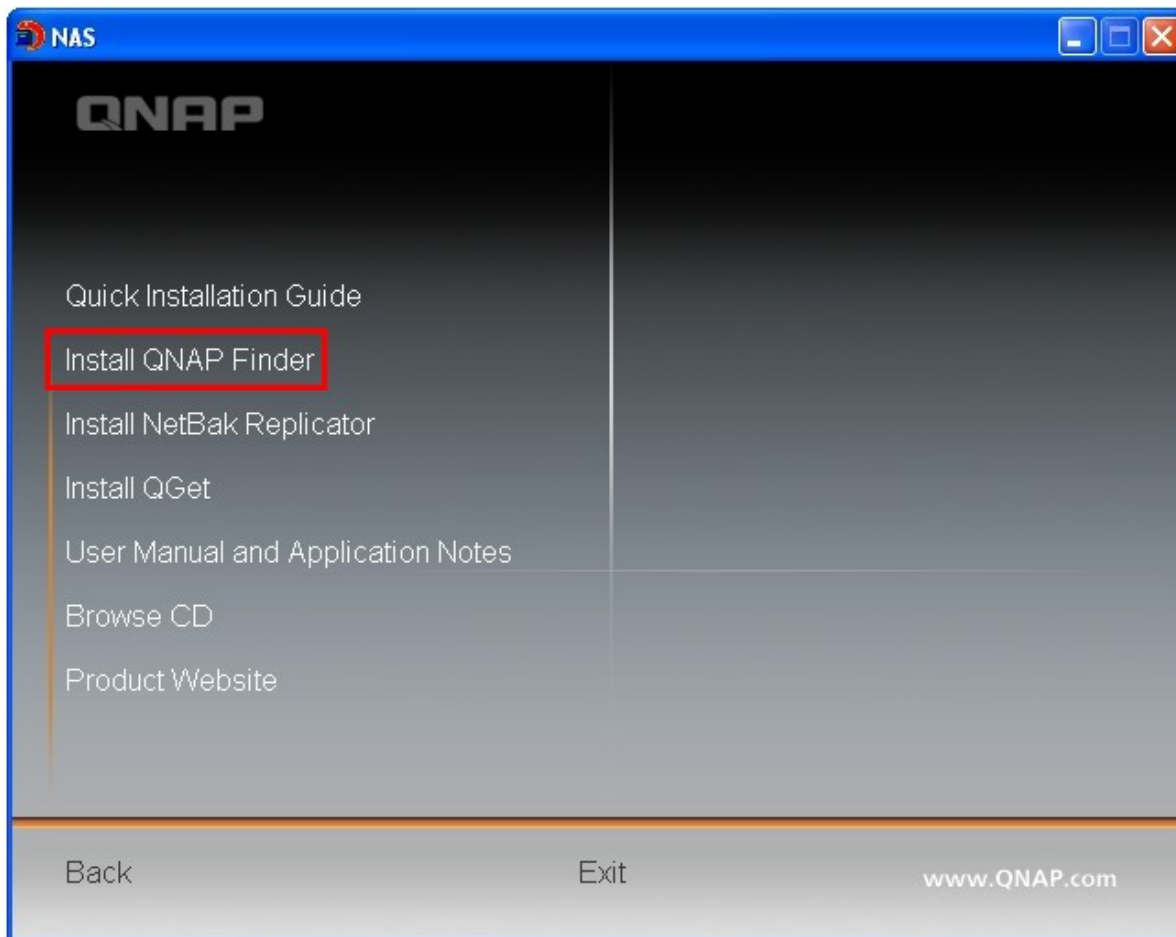 NAS
QNAP
Quick Installation Guide
Install QNAP Finder
Install NetBak Replicator
Install QGet
User Manual and Application Notes
Browse CD
Product Website
Back
Exit
www.QNAP.com